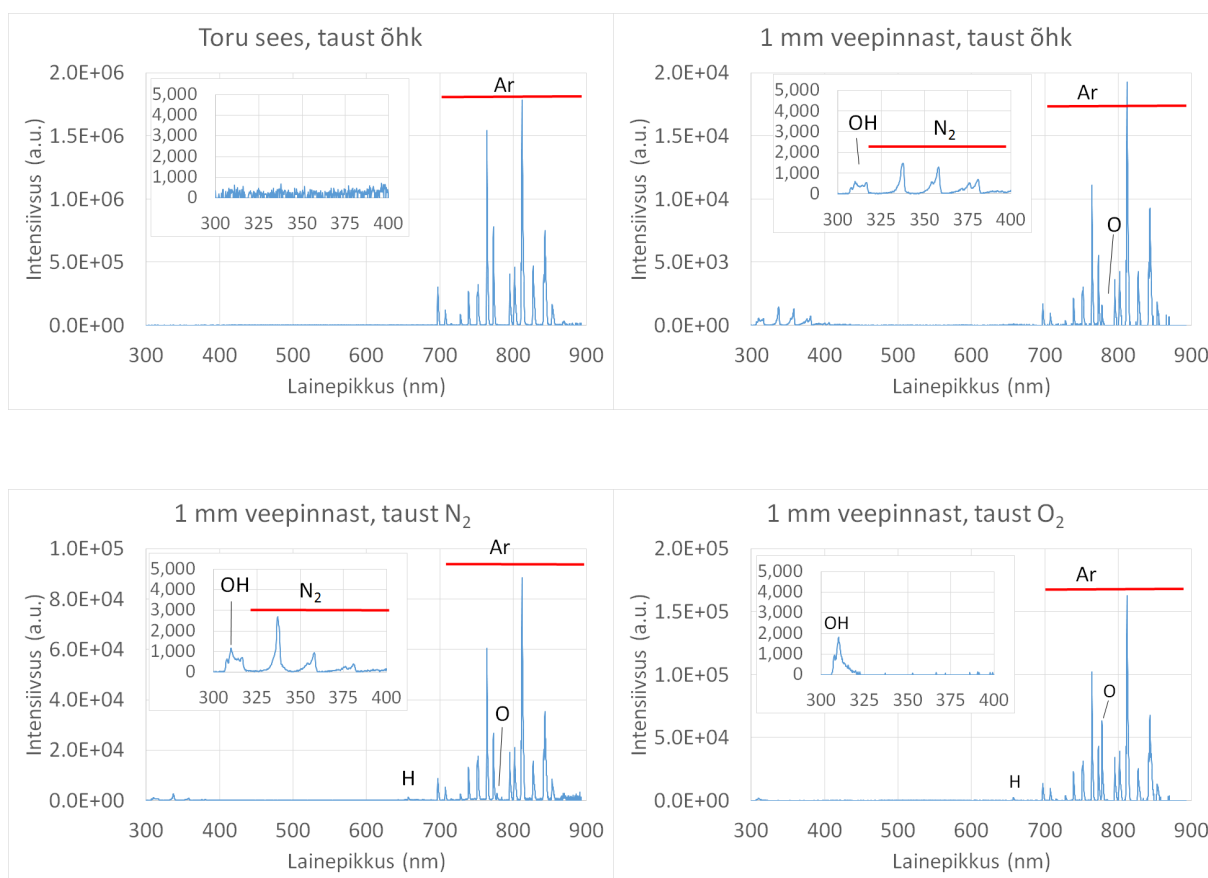 Toru sees, taust õhk
Intensiivsus (a.u.)
2.0E+06
1.5E+06
1.0E+06
5.0E+05
0.0E+00
300 400 500 600 700 800 900
Lainepikkus (nm)
Ar
5,000
4,000
3,000
2,000
1,000
0
300 325 350 375 400
1 mm veepinnast, taust õhk
Intensiivsus (a.u.)
2.0E+04
1.5E+04
1.0E+04
5.0E+03
0.0E+00
300 400 500 600 700 800 900
Lainepikkus (nm)
Ar
O
5,000
4,000
3,000
2,000
1,000
0
300 325 350 375 400
OH
N2
1 mm veepinnast, taust N2
Intensiivsus (a.u.)
1.0E+05
8.0E+04
6.0E+04
4.0E+04
2.0E+04
0.0E+00
300 400 500 600 700 800 900
Lainepikkus (nm)
Ar
O
H
5,000
4,000
3,000
2,000
1,000
0
300 325 350 375 400
OH
N2
1 mm veepinnast, taust O2
Intensiivsus (a.u.)
2.0E+05
1.5E+05
1.0E+05
5.0E+04
0.0E+00
300 400 500 600 700 800 900
Lainepikkus (nm)
Ar
O
H
5,000
4,000
3,000
2,000
1,000
0
300 325 350 375 400
OH